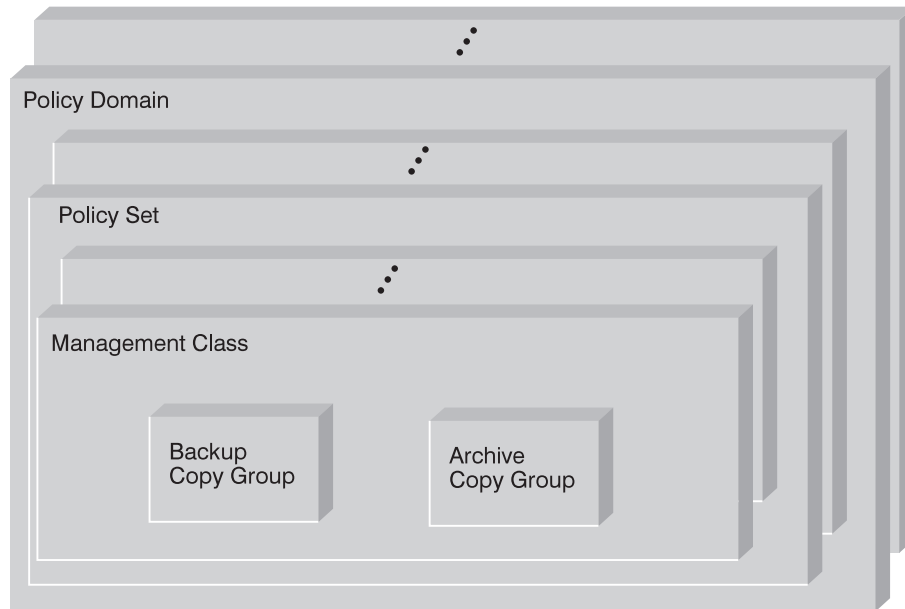 Policy Domain
Policy Set
Management Class
Backup
Copy Group
Archive
Copy Group